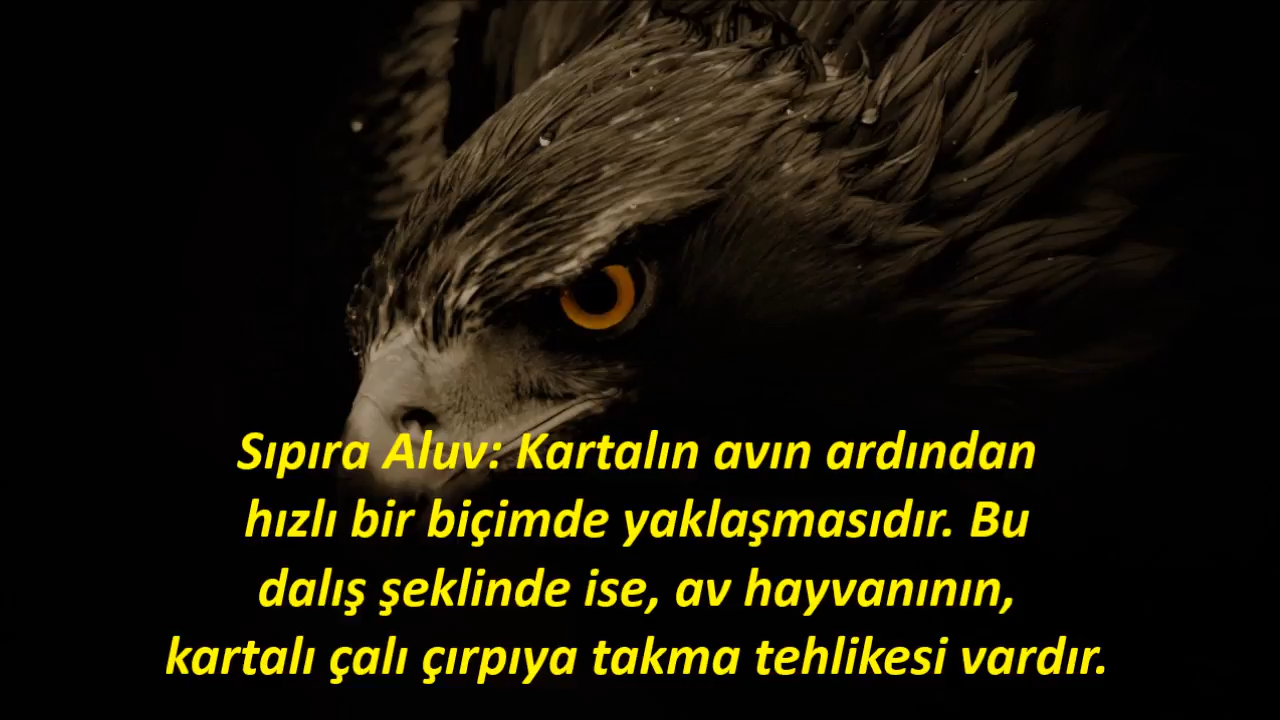 Sıpıra Aluv: Kartalın avın ardından
hızlı bir biçimde yaklaşmasıdır. Bu
dalış şeklinde ise, av hayvanının,
kartalı çalı çırpıya takma tehlikesi vardır.